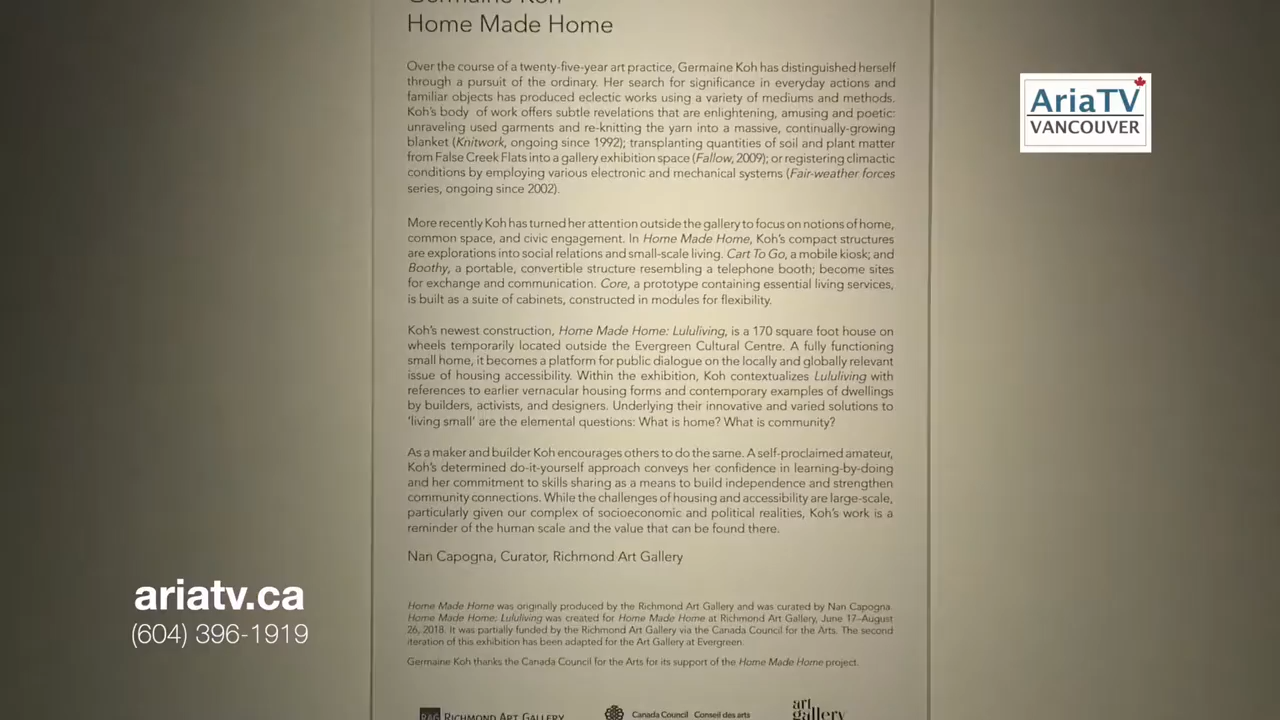 Germaine Koh
Home Made Home
Over the course of a twenty-five-year art practice, Germaine Koh has distinguished herself
through a pursuit of the ordinary. Her search for significance in everyday actions and
familiar objects has produced eclectic works using a variety of mediums and methods.
Koh's body of work offers subtle revelations that are enlightening, amusing and poetic:
unraveling used garments and re-knitting the yarn into a massive, continually-growing
blanket (Knitwork, ongoing since 1992); transplanting quantities of soil and plant matter
from False Creek Flats into a gallery exhibition space (Fallow, 2009); or registering climactic
conditions by employing various electronic and mechanical systems (Fair-weather forces
series, ongoing since 2002).
More recently Koh has turned her attention outside the gallery to focus on notions of home,
common space, and civic engagement. In Home Made Home, Koh's compact structures
are explorations into social relations and small-scale living. Cart To Go, a mobile kiosk; and
Boothy, a portable, convertible structure resembling a telephone booth; become sites
for exchange and communication. Core, a prototype containing essential living services,
is built as a suite of cabinets, constructed in modules for flexibility.
Koh's newest construction, Home Made Home: Lululiving, is a 170 square foot house on
wheels temporarily located outside the Evergreen Cultural Centre. A fully functioning
small home, it becomes a platform for public dialogue on the locally and globally relevant
issue of housing accessibility. Within the exhibition, Koh contextualizes Lululiving with
references to earlier vernacular housing forms and contemporary examples of dwellings
by builders, activists, and designers. Underlying their innovative and varied solutions to
'living small' are the elemental questions: What is home? What is community?
As a maker and builder Koh encourages others to do the same. A self-proclaimed amateur,
Koh's determined do-it-yourself approach conveys her confidence in learning-by-doing
and her commitment to skills sharing as a means to build independence and strengthen
community connections. While the challenges of housing and accessibility are large-scale,
particularly given our complex of socioeconomic and political realities, Koh's work is a
reminder of the human scale and the value that can be found there.
Nan Capogna, Curator, Richmond Art Gallery
Home Made Home was originally produced by the Richmond Art Gallery and was curated by Nan Capogna.
Home Made Home: Lululiving was created for Home Made Home at Richmond Art Gallery, June 17–August
26, 2018. It was partially funded by the Richmond Art Gallery via the Canada Council for the Arts. The second
iteration of this exhibition has been adapted for the Art Gallery at Evergreen.
Germaine Koh thanks the Canada Council for the Arts for its support of the Home Made Home project.
RAG RICHMOND ART GALLERY
Canada Council Conseil des arts
art
gallery
AriaTV
VANCOUVER
ariatv.ca
(604) 396-1919